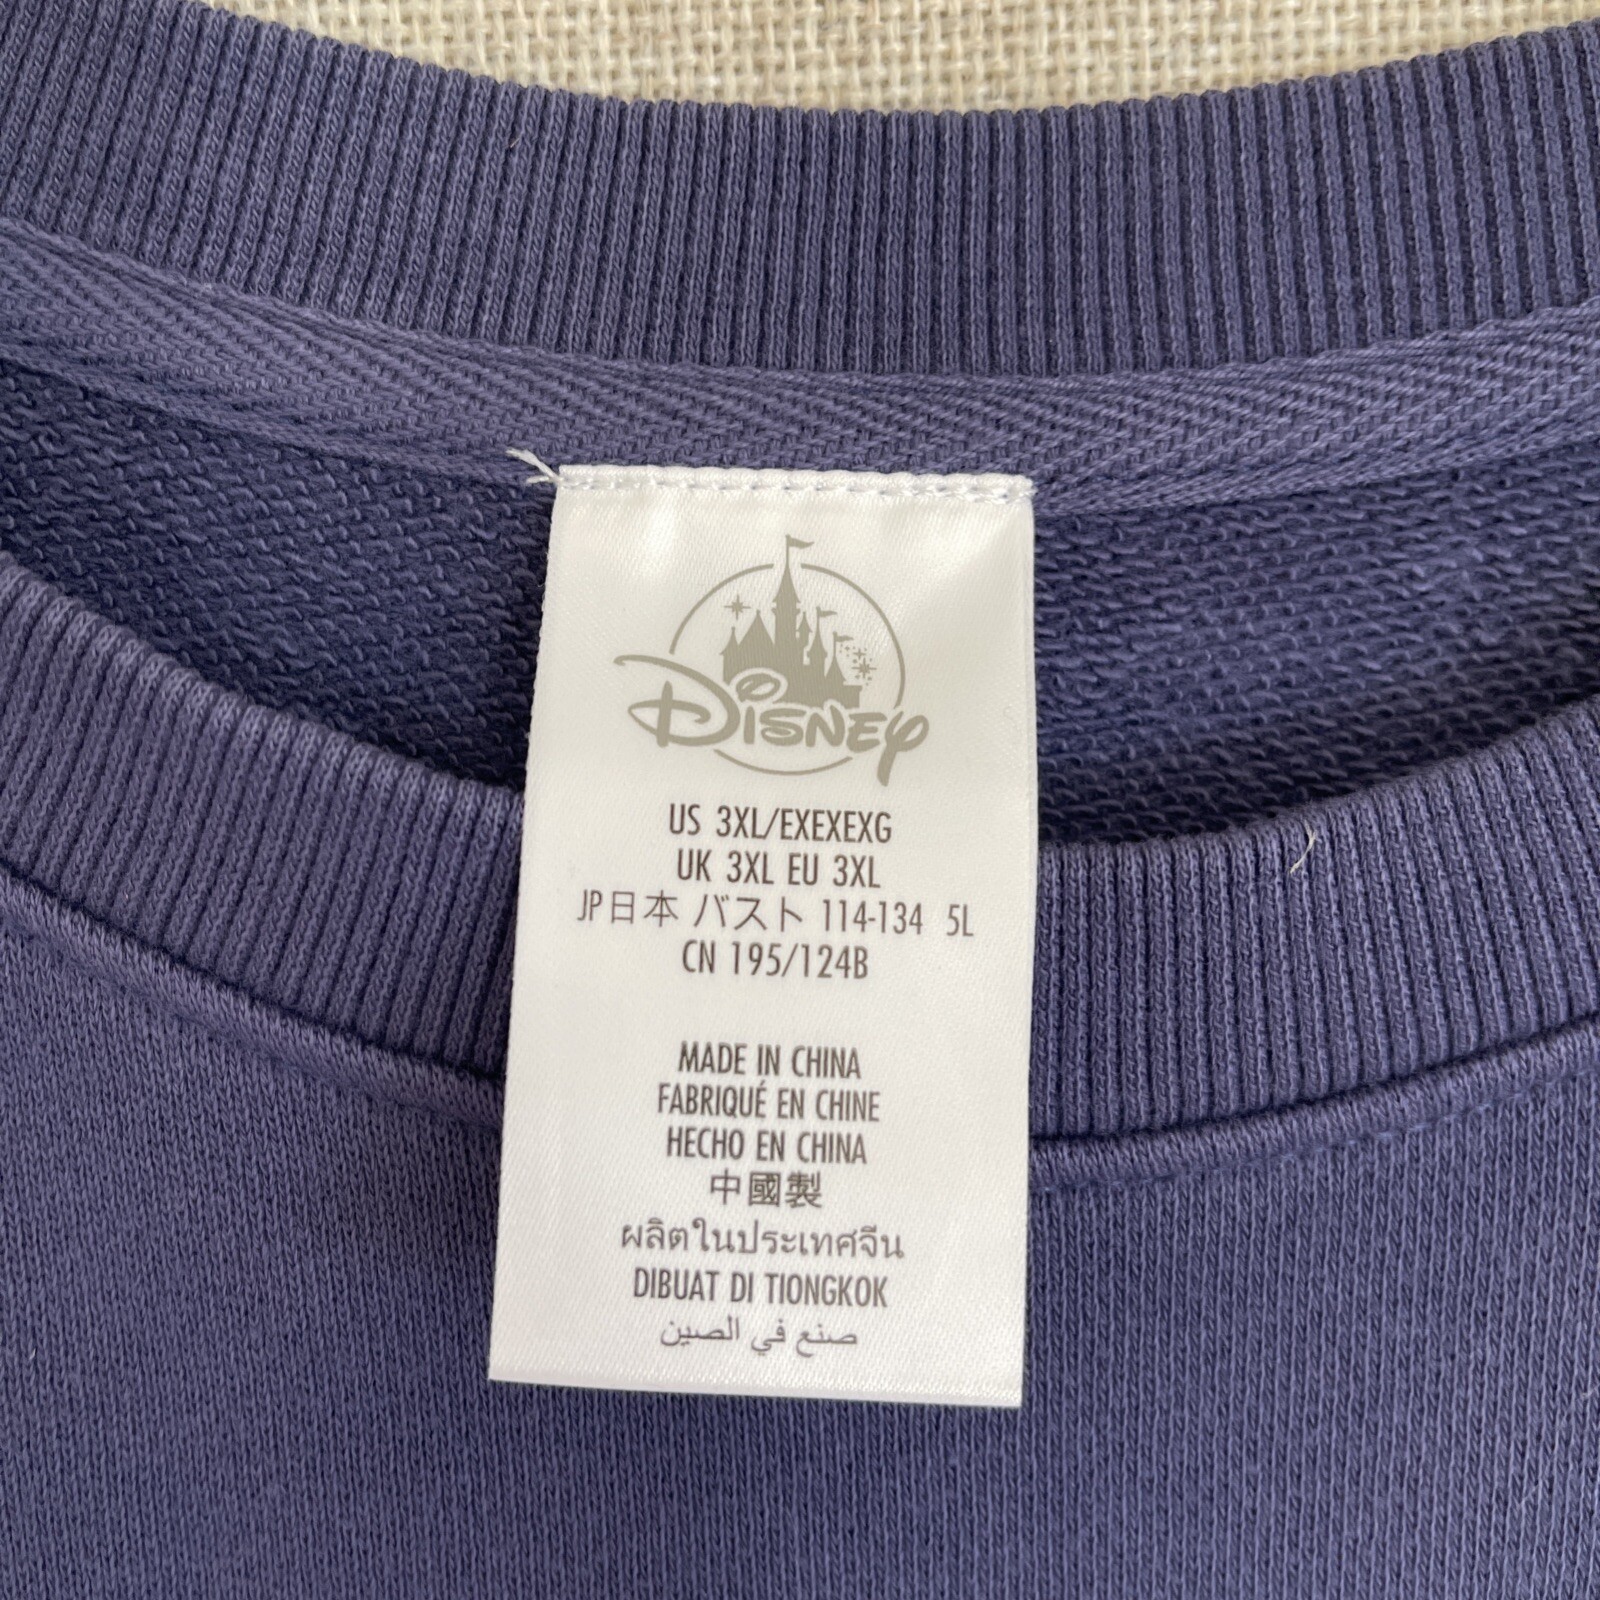 Disney
US 3XL/EXEXEXG
UK 3XL EU 3XL
JP日本 バスト 114-134 5L
CN 195/124B
MADE IN CHINA
FABRIQUÉ EN CHINE
HECHO EN CHINA
中國製
ผลิตในประเทศจีน
DIBUAT DI TIONGKOK
صنع في الصين